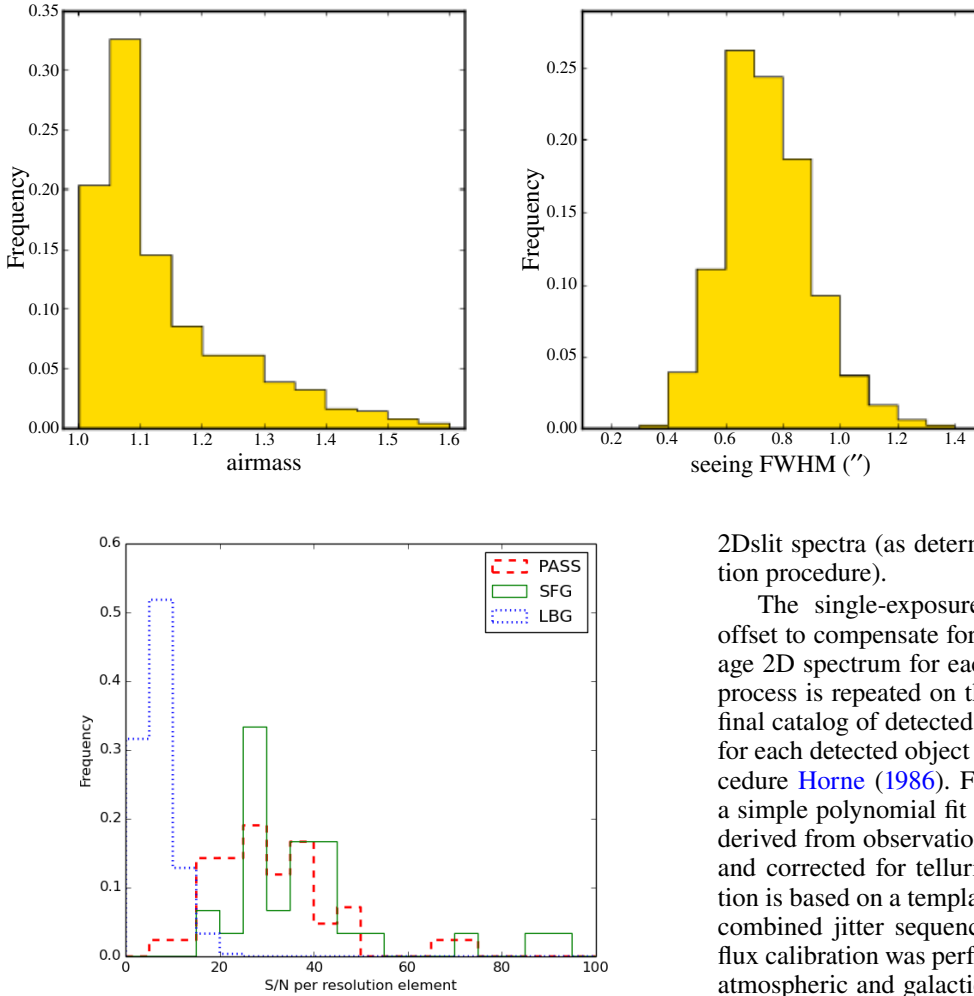 0.35
0.30
0.25
0.20
0.15
0.10
0.05
0.00
Frequency
1.0 1.1 1.2 1.3 1.4 1.5 1.6
airmass
0.25
0.20
0.15
0.10
0.05
0.00
Frequency
0.2 0.4 0.6 0.8 1.0 1.2 1.4
seeing FWHM (″)
0.6
0.5
0.4
0.3
0.2
0.1
0.0
Frequency
PASS
SFG
LBG
0 20 40 60 80 100
S/N per resolution element
2Dslit spectra (as determ
tion procedure).
The single-exposure
offset to compensate for
age 2D spectrum for eac
process is repeated on th
final catalog of detected
for each detected object
cedure Horne (1986). F
a simple polynomial fit
derived from observation
and corrected for telluri
tion is based on a templa
combined jitter sequenc
flux calibration was perf
atmospheric and galactic